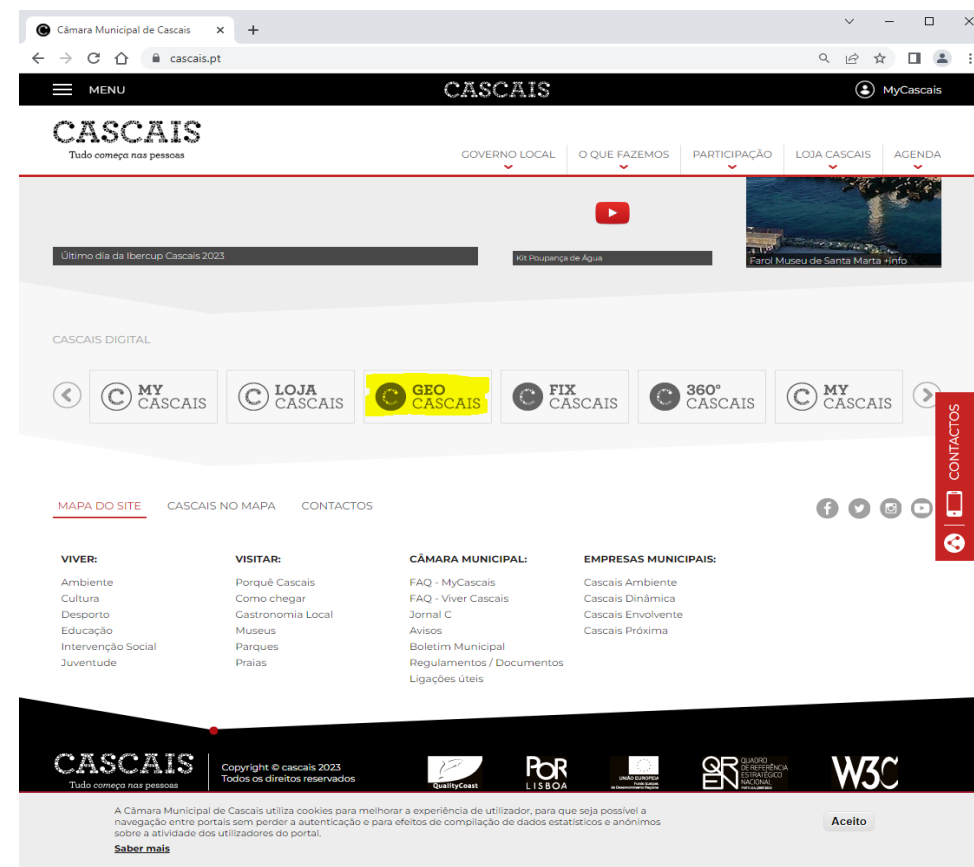 Câmara Municipal de Cascais
cascais.pt
MENU
CASCAIS
MyCascais
CASCAIS
Tudo começa nas pessoas
GOVERNO LOCAL
O QUE FAZEMOS
PARTICIPAÇÃO
LOJA CASCAIS
AGENDA
Último dia da Ibercup Cascais 2023
Kit Poupança de Água
Farol Museu de Santa Marta +info
CASCAIS DIGITAL
MY
CASCAIS
LOJA
CASCAIS
GEO
CASCAIS
FIX
CASCAIS
360°
CASCAIS
MY
CASCAIS
CONTACTOS
MAPA DO SITE
CASCAIS NO MAPA
CONTACTOS
VIVER:
Ambiente
Cultura
Desporto
Educação
Intervenção Social
Juventude
VISITAR:
Porquê Cascais
Como chegar
Gastronomia Local
Museus
Parques
Praias
CÂMARA MUNICIPAL:
FAQ - MyCascais
FAQ - Viver Cascais
Jornal C
Avisos
Boletim Municipal
Regulamentos / Documentos
Ligações úteis
EMPRESAS MUNICIPAIS:
Cascais Ambiente
Cascais Dinâmica
Cascais Envolvente
Cascais Próxima
CASCAIS
Tudo começa nas pessoas
Copyright © cascais 2023
Todos os direitos reservados
QualityCoast
POR
LISBOA
UNIÃO EUROPEIA
QREN
QUADRO
DE REFERÊNCIA
ESTRATÉGICO
NACIONAL
W3C
A Câmara Municipal de Cascais utiliza cookies para melhorar a experiência de utilizador, para que seja possível a
navegação entre portais sem perder a autenticação e para efeitos de compilação de dados estatísticos e anónimos
sobre a atividade dos utilizadores do portal.
Saber mais
Aceito